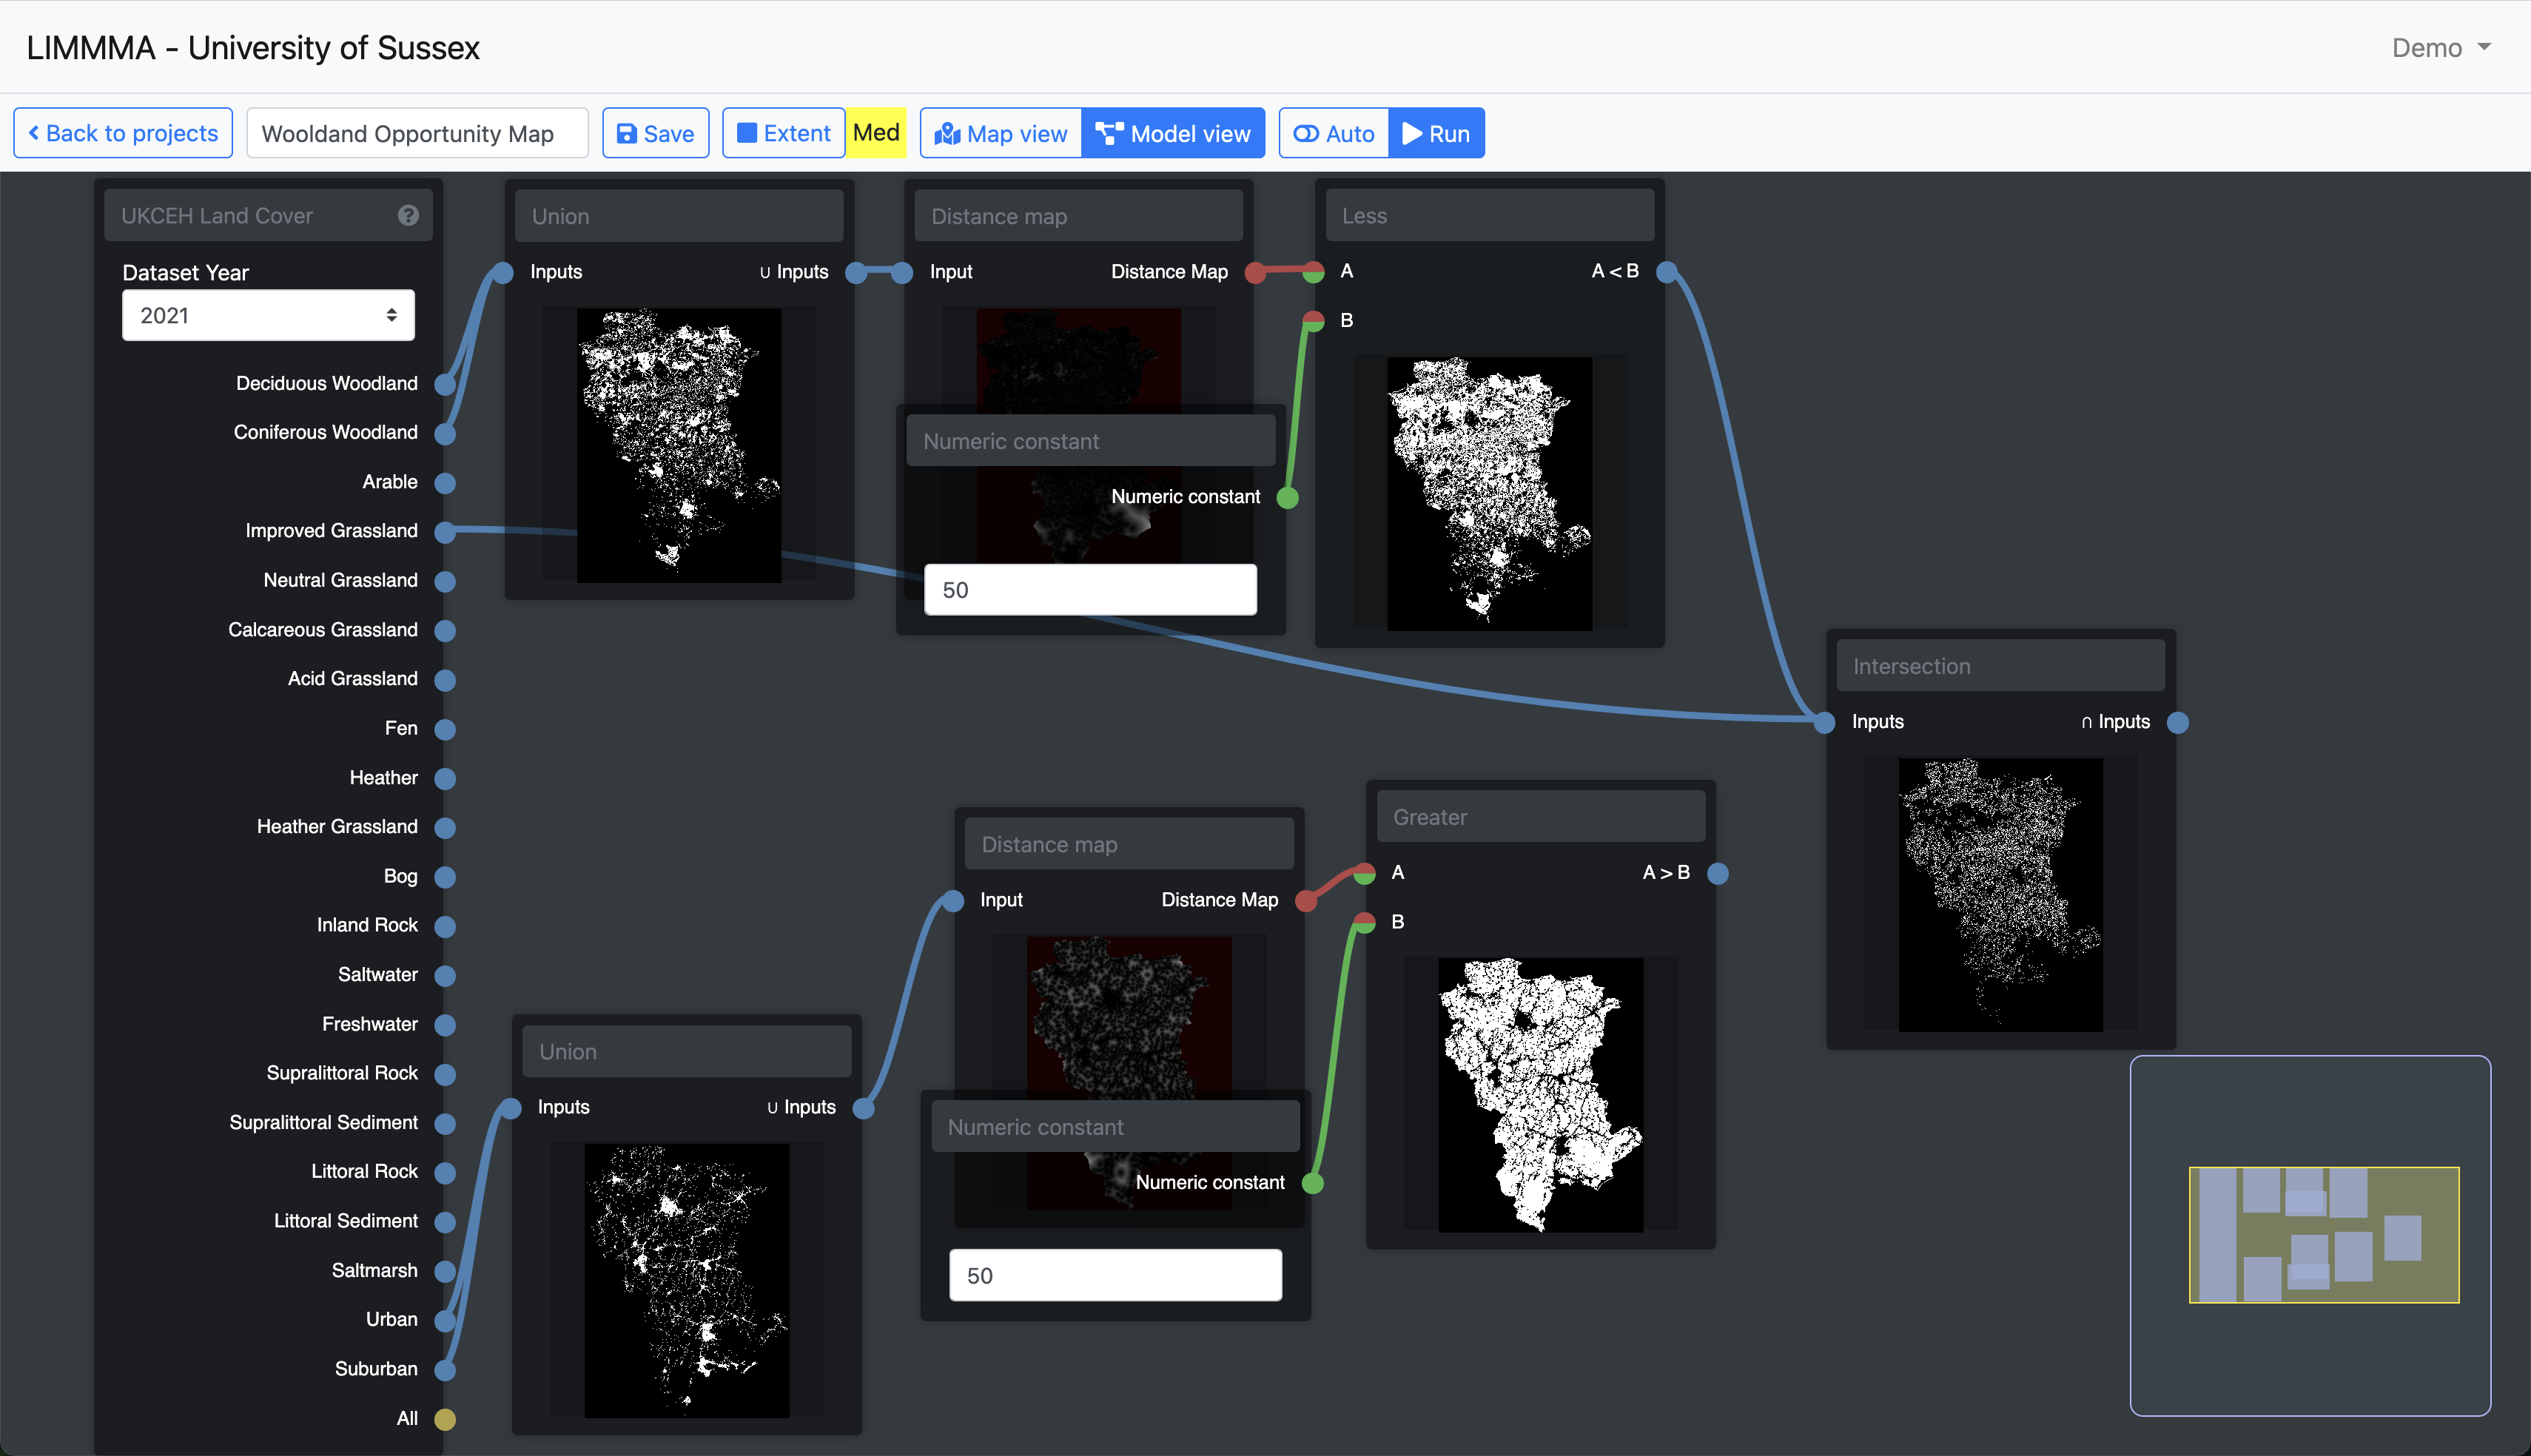 LIMMMA - University of Sussex
Demo
Back to projects
Wooldand Opportunity Map
Save
Extent
Med
Map view
Model view
Auto
Run
UKCEH Land Cover
?
Dataset Year
2021
Deciduous Woodland
Coniferous Woodland
Arable
Improved Grassland
Neutral Grassland
Calcareous Grassland
Acid Grassland
Fen
Heather
Heather Grassland
Bog
Inland Rock
Saltwater
Freshwater
Supralittoral Rock
Supralittoral Sediment
Littoral Rock
Littoral Sediment
Saltmarsh
Urban
Suburban
All
Union
Inputs
∪ Inputs
Distance map
Input
Distance Map
Numeric constant
Numeric constant
50
Less
A
A < B
B
Intersection
Inputs
∩ Inputs
Union
Inputs
∪ Inputs
Distance map
Input
Distance Map
Numeric constant
Numeric constant
50
Greater
A
A > B
B